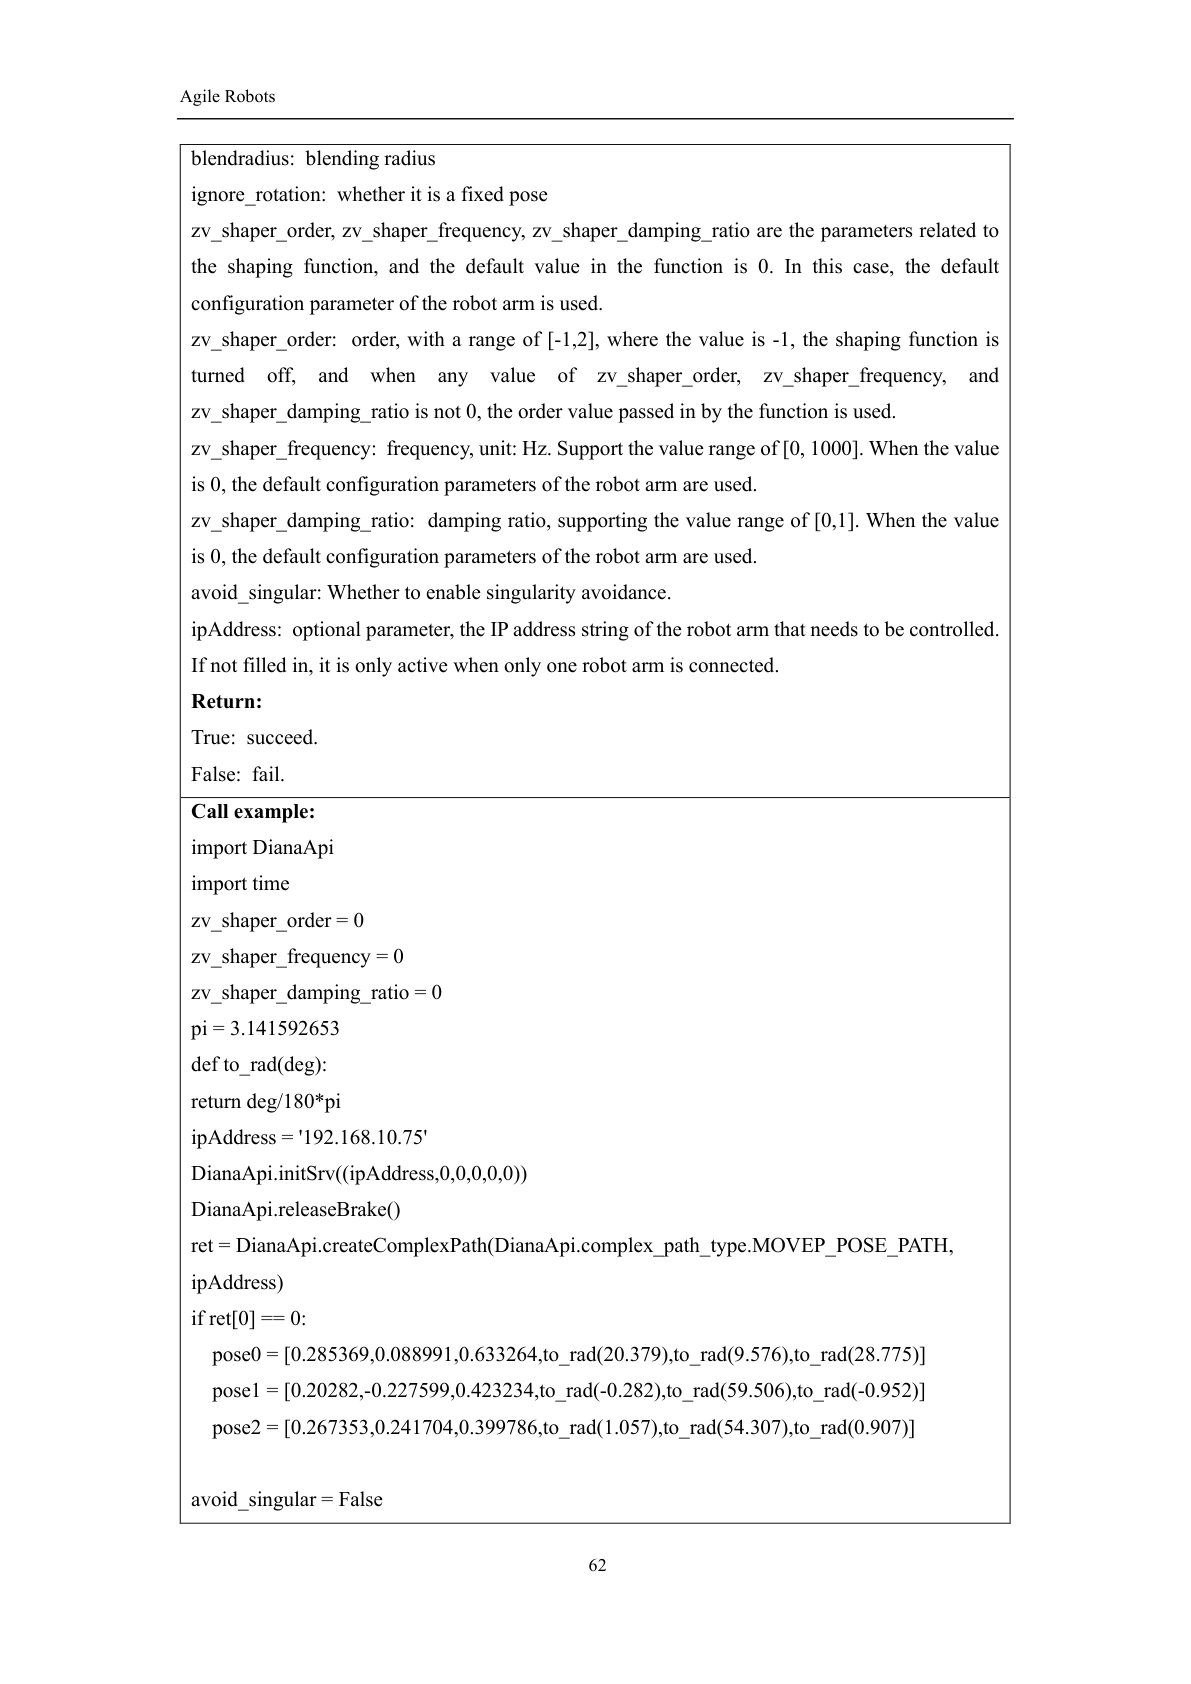 Agile Robots
blendradius: blending radius
ignore_rotation: whether it is a fixed pose
zv_shaper_order, zv_shaper_frequency, zv_shaper_damping_ratio are the parameters related to
the shaping function, and the default value in the function is 0. In this case, the default
configuration parameter of the robot arm is used.
zv_shaper_order: order, with a range of [-1,2], where the value is -1, the shaping function is
turned off, and when any value of zv_shaper_order, zv_shaper_frequency, and
zv_shaper_damping_ratio is not 0, the order value passed in by the function is used.
zv_shaper_frequency: frequency, unit: Hz. Support the value range of [0, 1000]. When the value
is 0, the default configuration parameters of the robot arm are used.
zv_shaper_damping_ratio: damping ratio, supporting the value range of [0,1]. When the value
is 0, the default configuration parameters of the robot arm are used.
avoid_singular: Whether to enable singularity avoidance.
ipAddress: optional parameter, the IP address string of the robot arm that needs to be controlled.
If not filled in, it is only active when only one robot arm is connected.
Return:
True: succeed.
False: fail.
Call example:
import DianaApi
import time
zv_shaper_order = 0
zv_shaper_frequency = 0
zv_shaper_damping_ratio = 0
pi = 3.141592653
def to_rad(deg):
return deg/180*pi
ipAddress = '192.168.10.75'
DianaApi.initSrv((ipAddress,0,0,0,0,0))
DianaApi.releaseBrake()
ret = DianaApi.createComplexPath(DianaApi.complex_path_type.MOVEP_POSE_PATH,
ipAddress)
if ret[0] == 0:
pose0 = [0.285369,0.088991,0.633264,to_rad(20.379),to_rad(9.576),to_rad(28.775)]
pose1 = [0.20282,-0.227599,0.423234,to_rad(-0.282),to_rad(59.506),to_rad(-0.952)]
pose2 = [0.267353,0.241704,0.399786,to_rad(1.057),to_rad(54.307),to_rad(0.907)]
avoid_singular = False
62